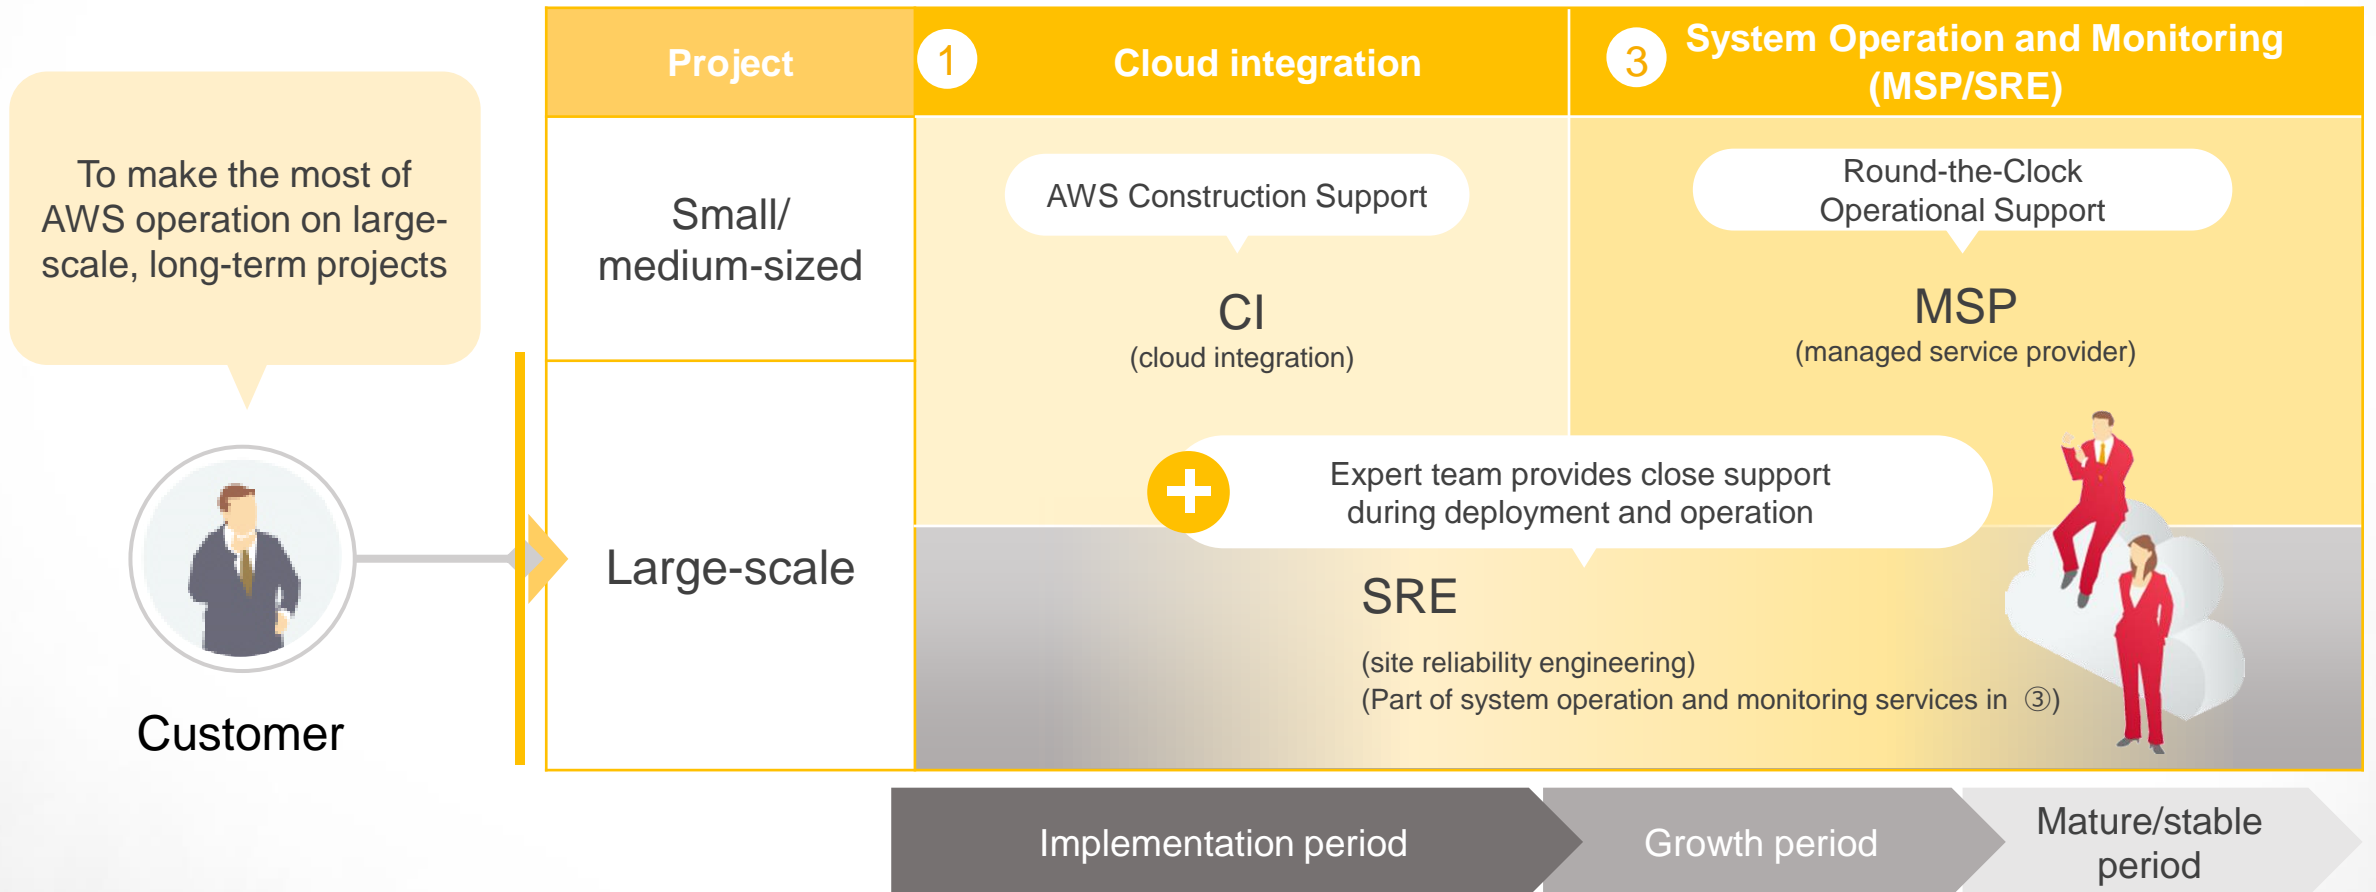 To make the most of
AWS operation on large-
scale, long-term projects
Customer
Project
1
Cloud integration
3
System Operation and Monitoring
(MSP/SRE)
Small/
medium-sized
AWS Construction Support
CI
(cloud integration)
Round-the-Clock
Operational Support
MSP
(managed service provider)
Large-scale
Expert team provides close support
during deployment and operation
SRE
(site reliability engineering)
(Part of system operation and monitoring services in ③)
Implementation period
Growth period
Mature/stable
period